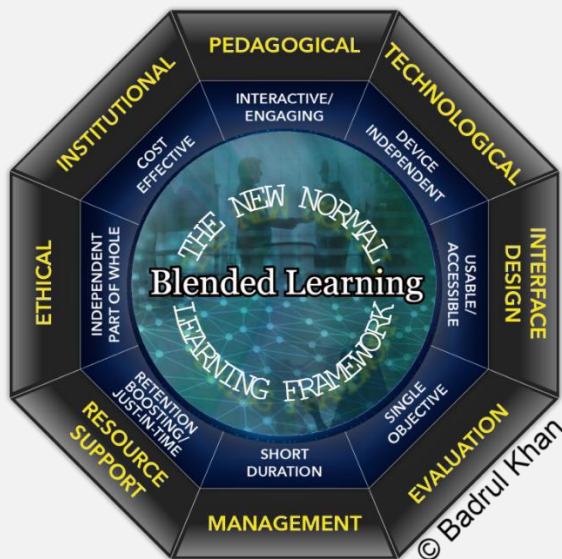 PEDAGOGICAL
TECHNOLOGICAL
INTERFACE
DESIGN
EVALUATION
MANAGEMENT
RESOURCE
SUPPORT
ETHICAL
INSTITUTIONAL
INTERACTIVE/
ENGAGING
DEVICE
INDEPENDENT
USABLE/
ACCESSIBLE
SINGLE
OBJECTIVE
SHORT
DURATION
RETENTION
BOOSTING/
JUST-IN-TIME
INDEPENDENT
PART OF WHOLE
COST
EFFECTIVE
THE NEW NORMAL
Blended Learning
LEARNING FRAMEWORK
© Badrul Khan